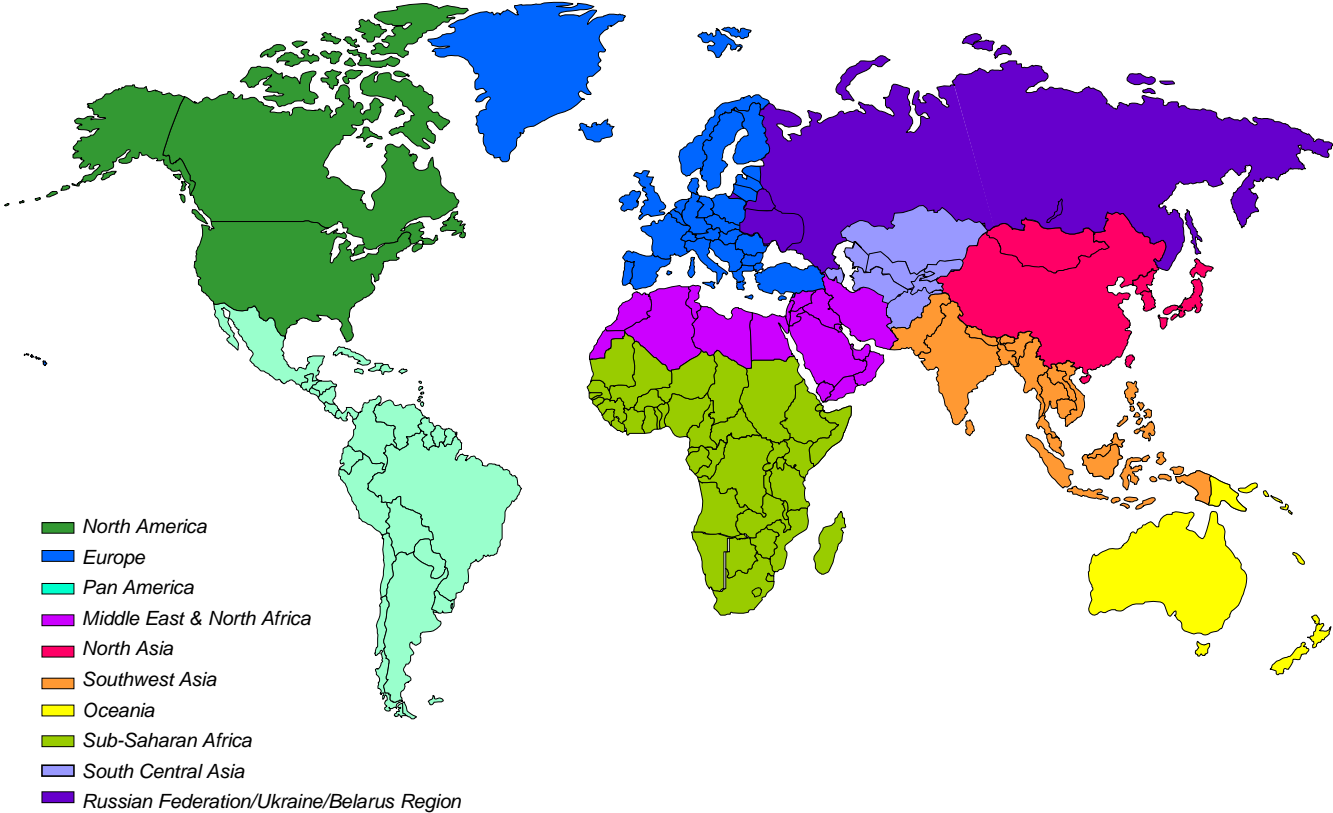 North America
Europe
Pan America
Middle East & North Africa
North Asia
Southwest Asia
Oceania
Sub-Saharan Africa
South Central Asia
Russian Federation/Ukraine/Belarus Region